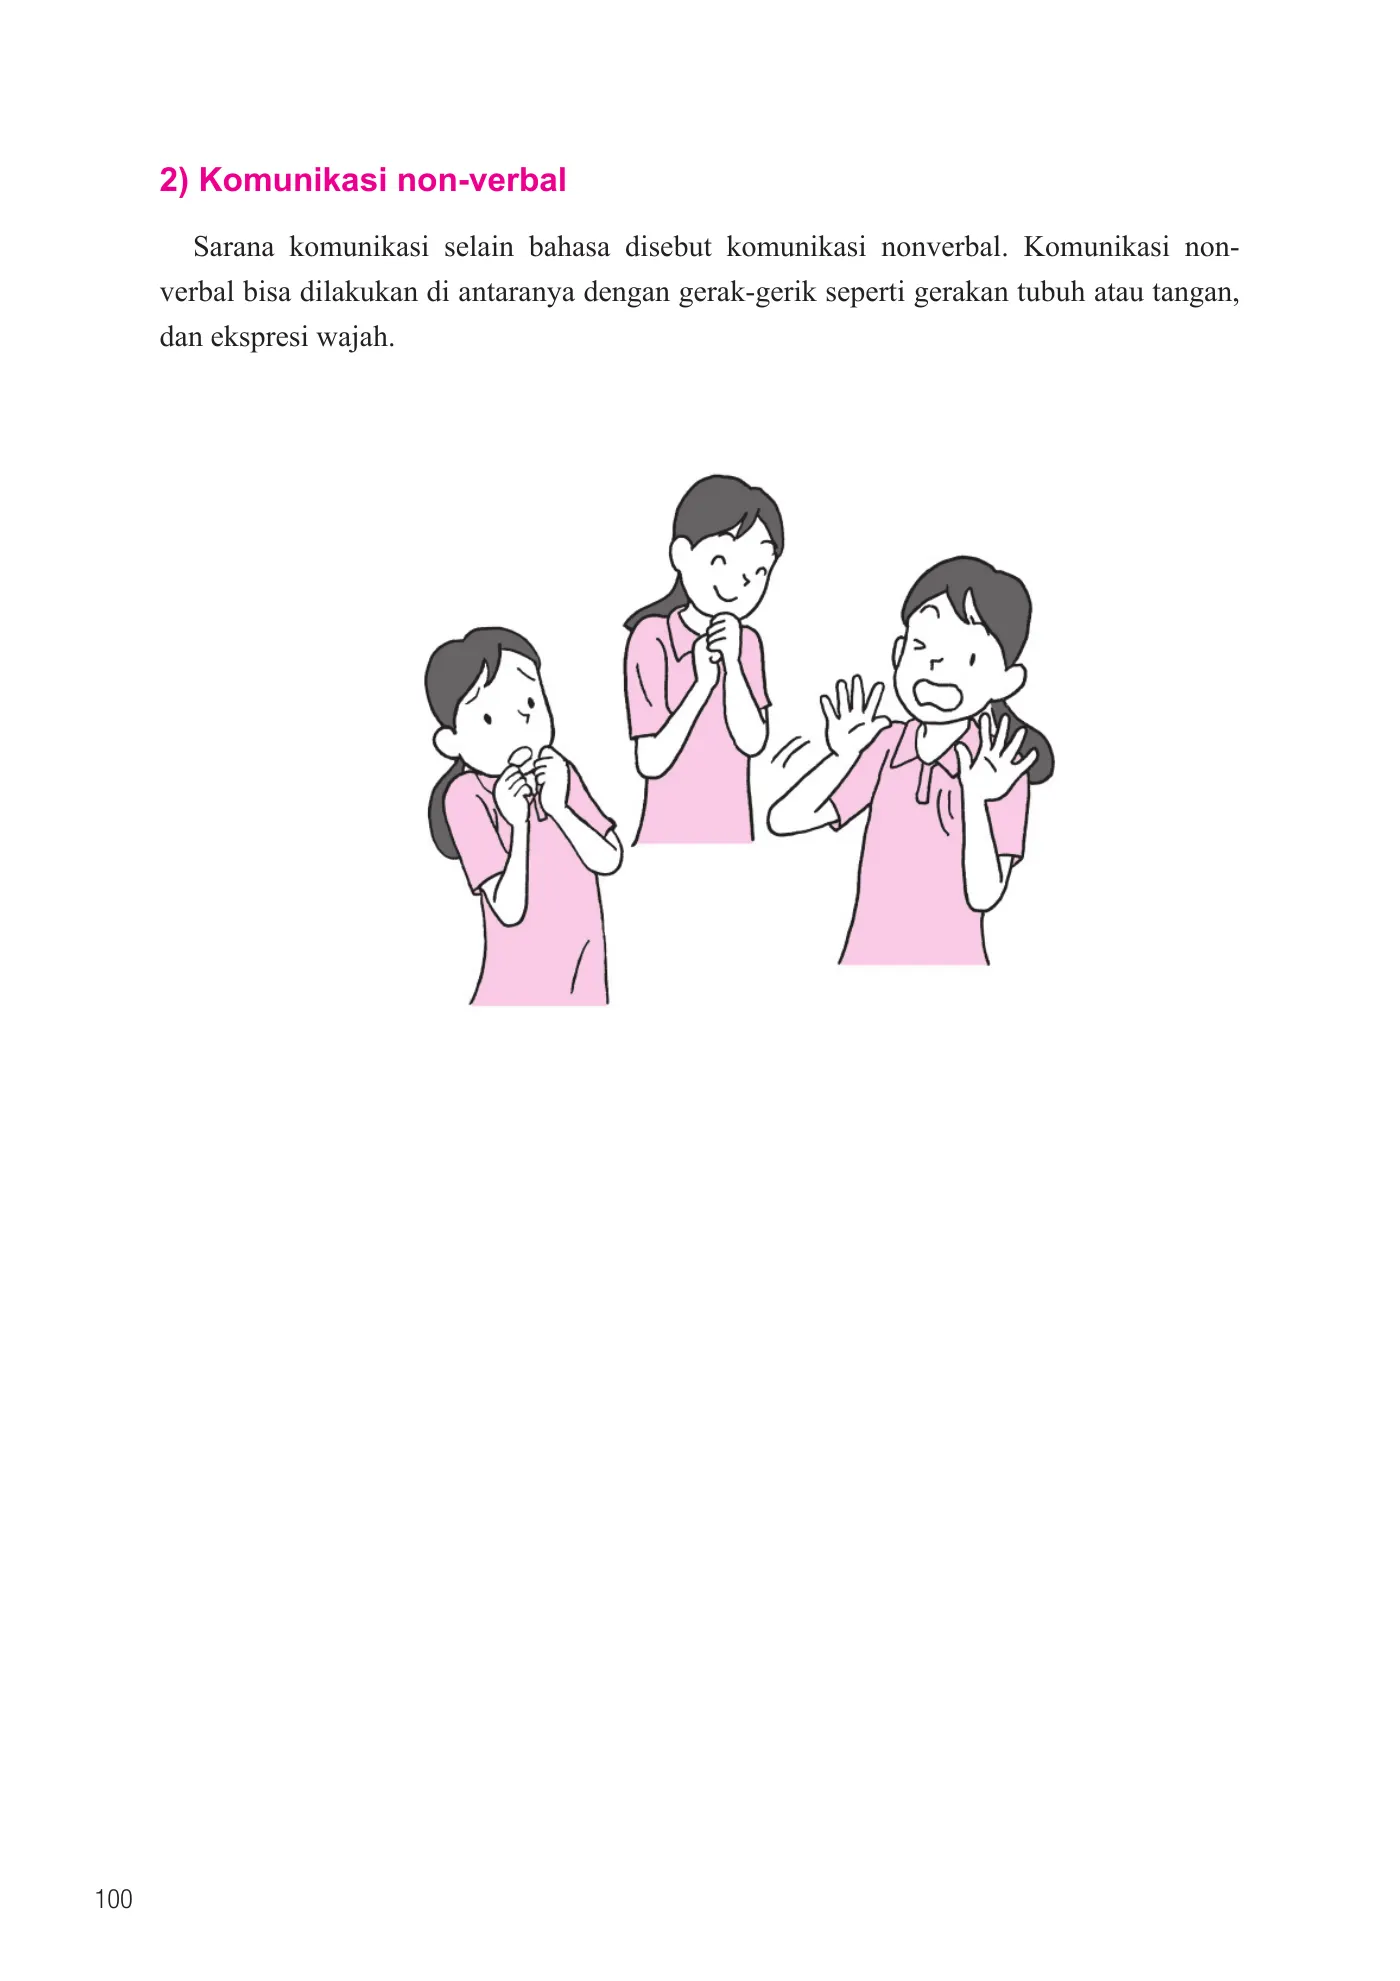 2) Komunikasi non-verbal
Sarana komunikasi selain bahasa disebut komunikasi nonverbal. Komunikasi non-
verbal bisa dilakukan di antaranya dengan gerak-gerik seperti gerakan tubuh atau tangan,
dan ekspresi wajah.
100